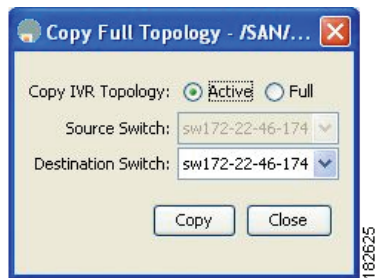 Copy Full Topology - /SAN/...
Copy IVR Topology: Active Full
Source Switch: sw172-22-46-174
Destination Switch: sw172-22-46-174
Copy Close
182625